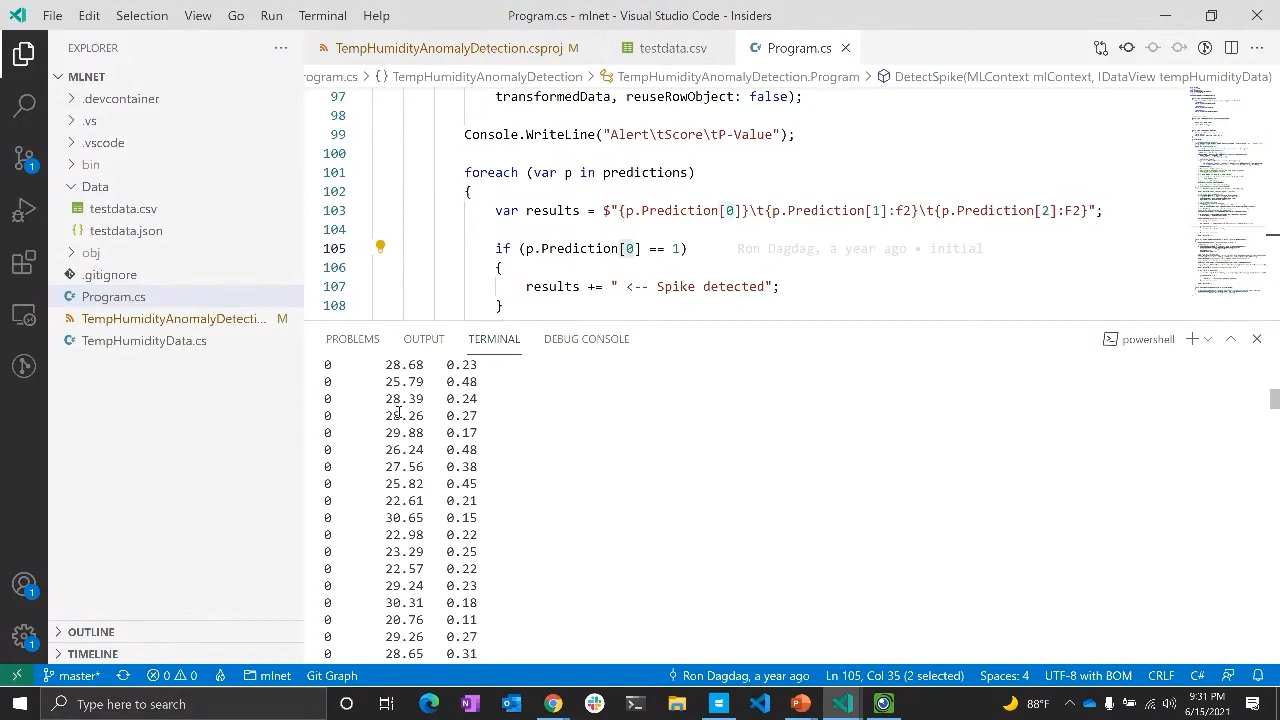 File Edit Selection View Go Run Terminal Help Program.cs - mlnet - Visual Studio Code - Insiders
EXPLORER
MLNET
.devcontainer
.vs
.vscode
bin
Data
testdata.csv
testdata.json
obj
.gitignore
Program.cs
TempHumidityAnomalyDetecti... M
TempHumidityData.cs
OUTLINE
TIMELINE
TempHumidityAnomalyDetection.csproj M testdata.csv Program.cs
rogram.cs {} TempHumidityAnomalyDetection TempHumidityAnomalyDetection.Program DetectSpike(MLContext mlContext, IDataView tempHumidityData)
97 transformedData, reuseRowObject: false);
98
99 Console.WriteLine("Alert\tScore\tP-Value");
100
101 foreach (var p in predictions)
102 {
103 var results = $"{p.Prediction[0]}\t{p.Prediction[1]:f2}\t{p.Prediction[2]:F2}";
104
105 if (p.Prediction[0] == 1) Ron Dagdag, a year ago • initial
106 {
107 results += " <-- Spike detected";
108 }
PROBLEMS OUTPUT TERMINAL DEBUG CONSOLE powershell
0 28.68 0.23
0 25.79 0.48
0 28.39 0.24
0 28.26 0.27
0 29.88 0.17
0 26.24 0.48
0 27.56 0.38
0 25.82 0.45
0 22.61 0.21
0 30.65 0.15
0 22.98 0.22
0 23.29 0.25
0 22.57 0.22
0 29.24 0.23
0 30.31 0.18
0 20.76 0.11
0 29.26 0.27
0 28.65 0.31
1
1
1
master* 0 0 mlnet Git Graph Ron Dagdag, a year ago Ln 105, Col 35 (2 selected) Spaces: 4 UTF-8 with BOM CRLF C#
Type here to search 88°F 9:31 PM
6/15/2021